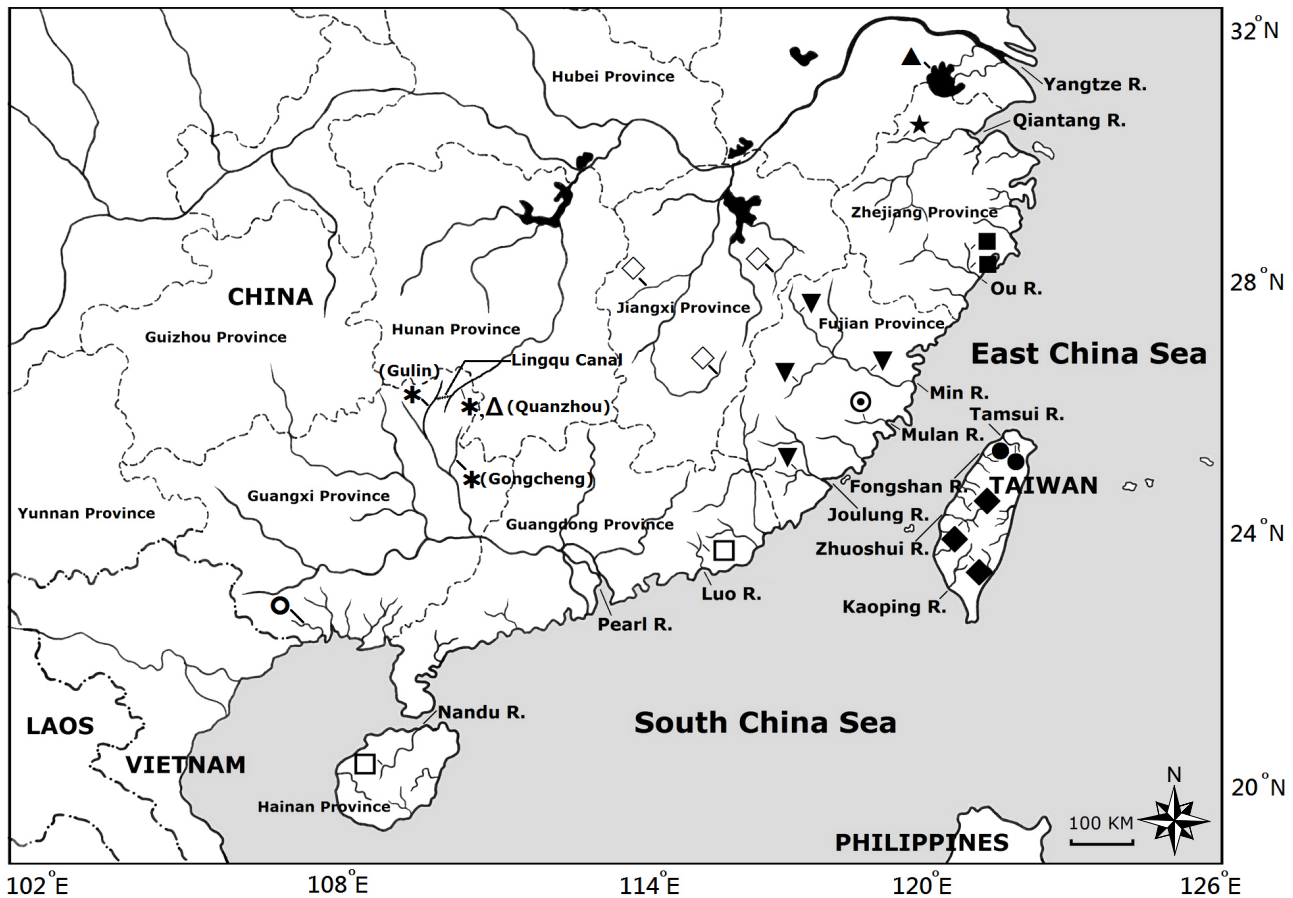 32°N
Hubei Province
Yangtze R.
Qiantang R.
Zhejiang Province
CHINA
28°N
Ou R.
Jiangxi Province
Guizhou Province
Hunan Province
Fujian Province
East China Sea
Lingqu Canal
(Gulin)
Min R.
(Quanzhou)
Tamsui R.
Mulan R.
(Gongcheng)
Fongshan R.
TAIWAN
Guangxi Province
Yunnan Province
Joulung R.
Guangdong Province
24°N
Zhuoshui R.
Luo R.
Kaoping R.
Pearl R.
Nandu R.
South China Sea
LAOS
VIETNAM
N
20°N
Hainan Province
100 KM
PHILIPPINES
102°E
108°E
114°E
120°E
126°E